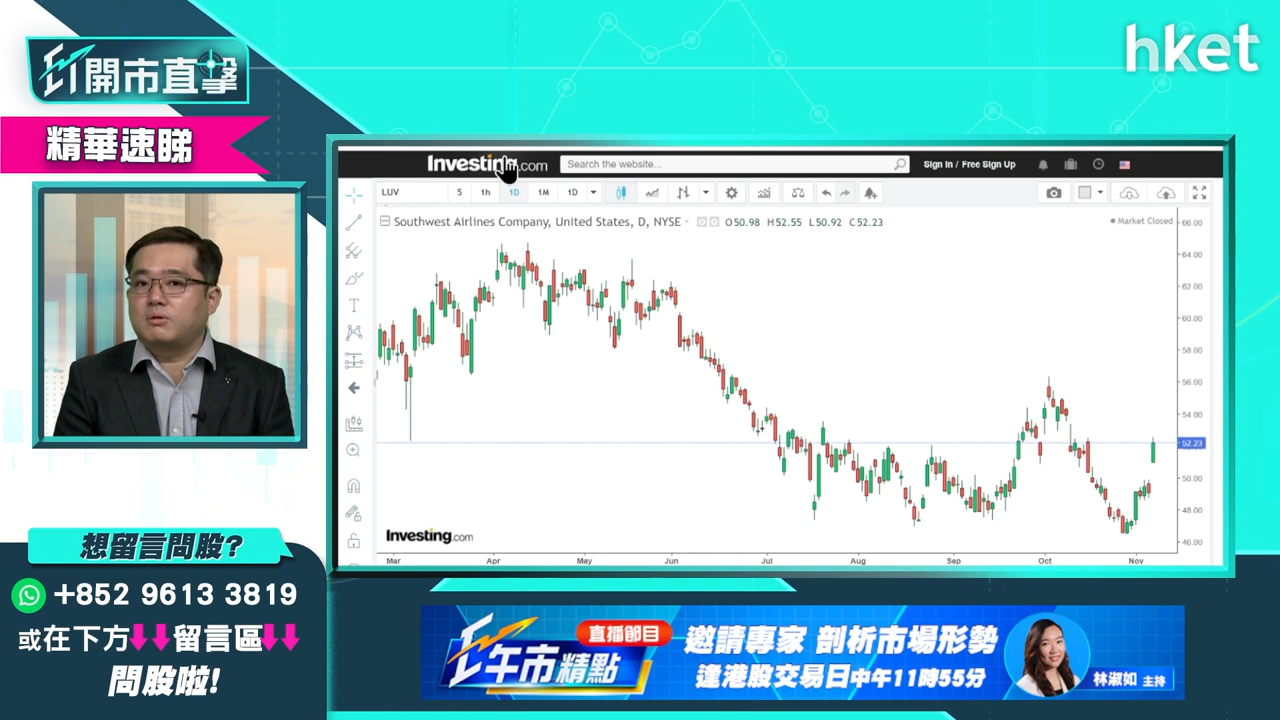 hket
ET開市直擊
精華速睇
Investing.com
Search the website...
Sign In / Free Sign Up
LUV
5
1h
1D
1M
1D
Southwest Airlines Company, United States, D, NYSE
O50.98 H52.55 L50.92 C52.23
Market Closed
66.00
64.00
62.00
60.00
58.00
56.00
54.00
52.23
50.00
48.00
46.00
Investing.com
Mar Apr May Jun Jul Aug Sep Oct Nov
想留言問股?
+852 9613 3819
或在下方↓↓留言區↓↓
問股啦!
ET午市精點
直播節目
邀請專家 剖析市場形勢
逢港股交易日中午11時55分
林淑如 主持